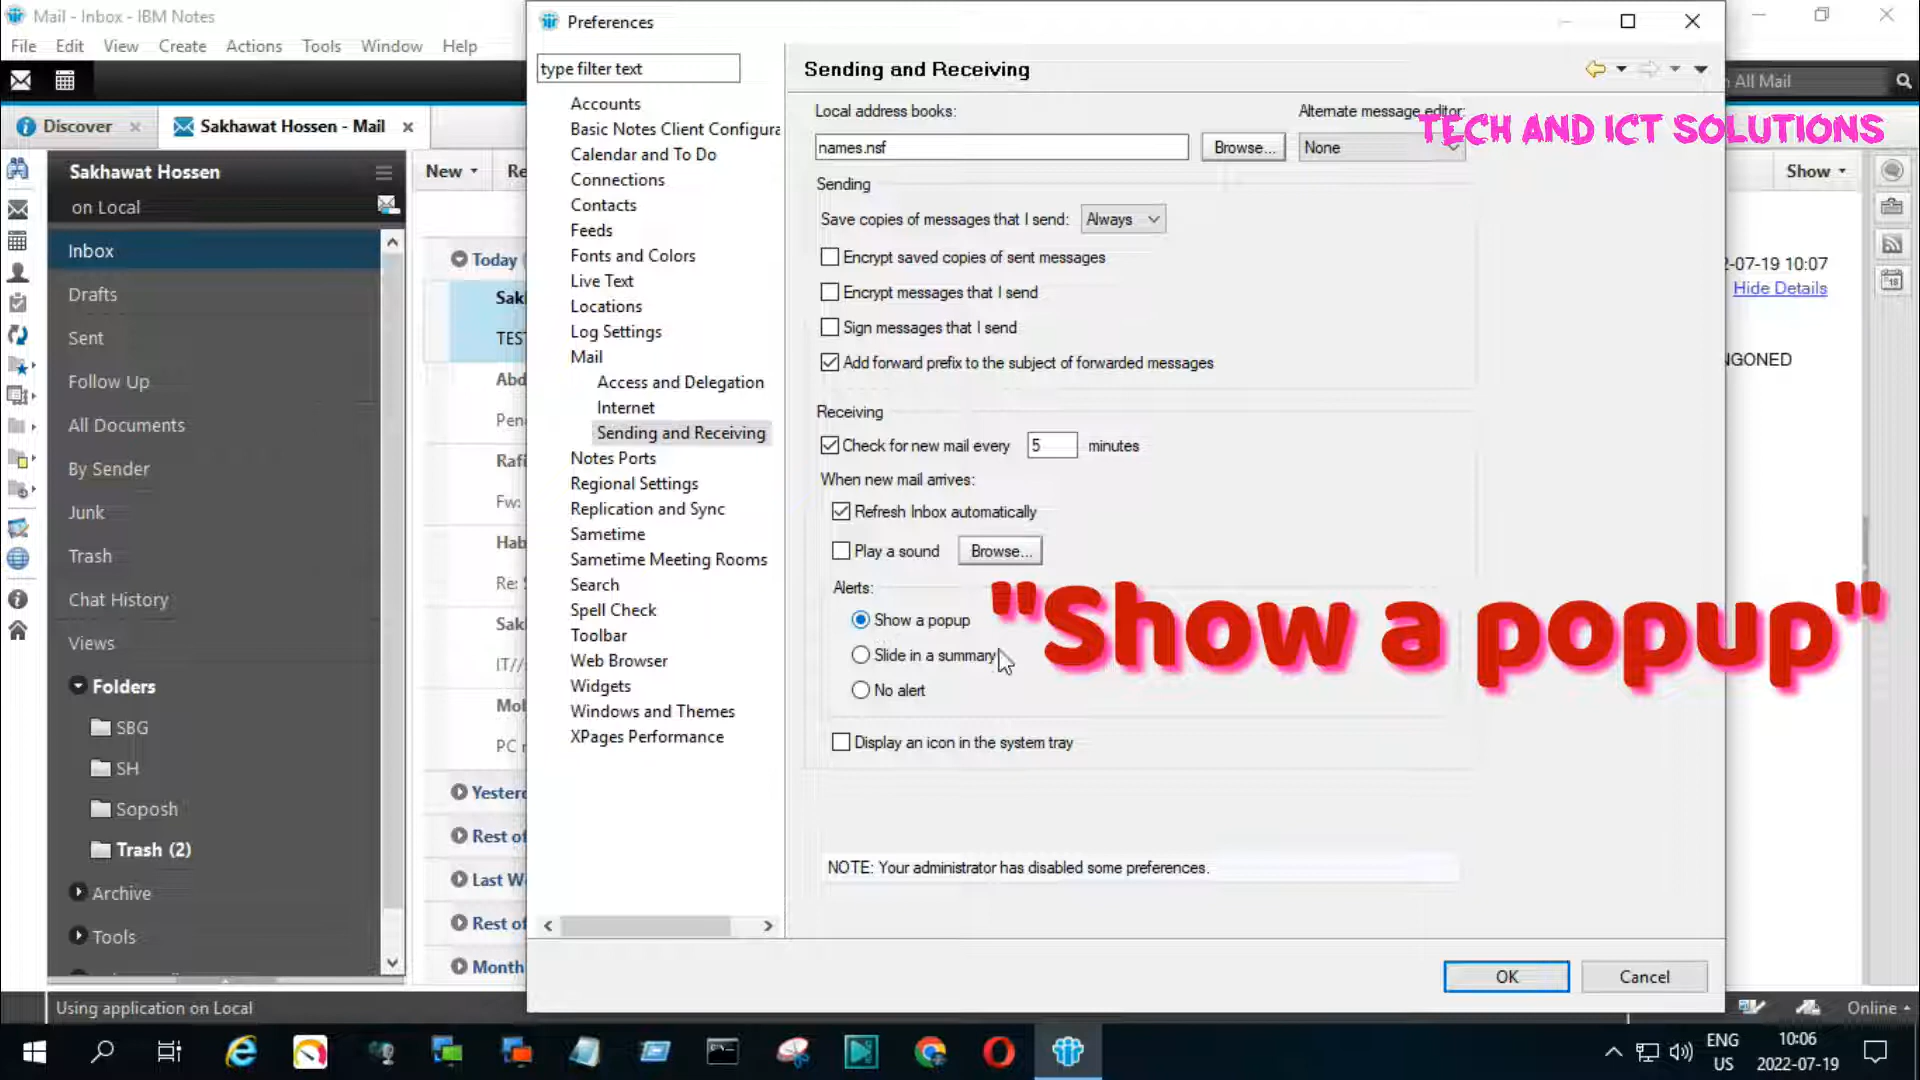 Mail - Inbox - IBM Notes
File Edit View Create Actions Tools Window Help
Discover
Sakhawat Hossen - Mail
All Mail
Sakhawat Hossen
on Local
Inbox
Drafts
Sent
Follow Up
All Documents
By Sender
Junk
Trash
Chat History
Views
Folders
SBG
SH
Soposh
Trash (2)
Archive
Tools
New
Today
TEST
Fw:
Re:
IT//
PC
Last
Rest of
Month
Preferences
type filter text
Accounts
Basic Notes Client Configura
Calendar and To Do
Connections
Contacts
Feeds
Fonts and Colors
Live Text
Locations
Log Settings
Mail
Access and Delegation
Internet
Sending and Receiving
Notes Ports
Regional Settings
Replication and Sync
Sametime
Sametime Meeting Rooms
Search
Spell Check
Toolbar
Web Browser
Widgets
Windows and Themes
XPages Performance
Sending and Receiving
Local address books:
Alternate message editor:
names.nsf
Browse...
None
TECH AND ICT SOLUTIONS
Sending
Save copies of messages that I send: Always
Encrypt saved copies of sent messages
Encrypt messages that I send
Sign messages that I send
Add forward prefix to the subject of forwarded messages
Receiving
Check for new mail every 5 minutes
When new mail arrives:
Refresh Inbox automatically
Play a sound Browse...
Alerts:
Show a popup
Slide in a summary
No alert
"Show a popup"
Display an icon in the system tray
NOTE: Your administrator has disabled some preferences.
OK Cancel
Show
-07-19 10:07
Hide Details
NGONED
Using application on Local
Online
ENG
US
10:06
2022-07-19